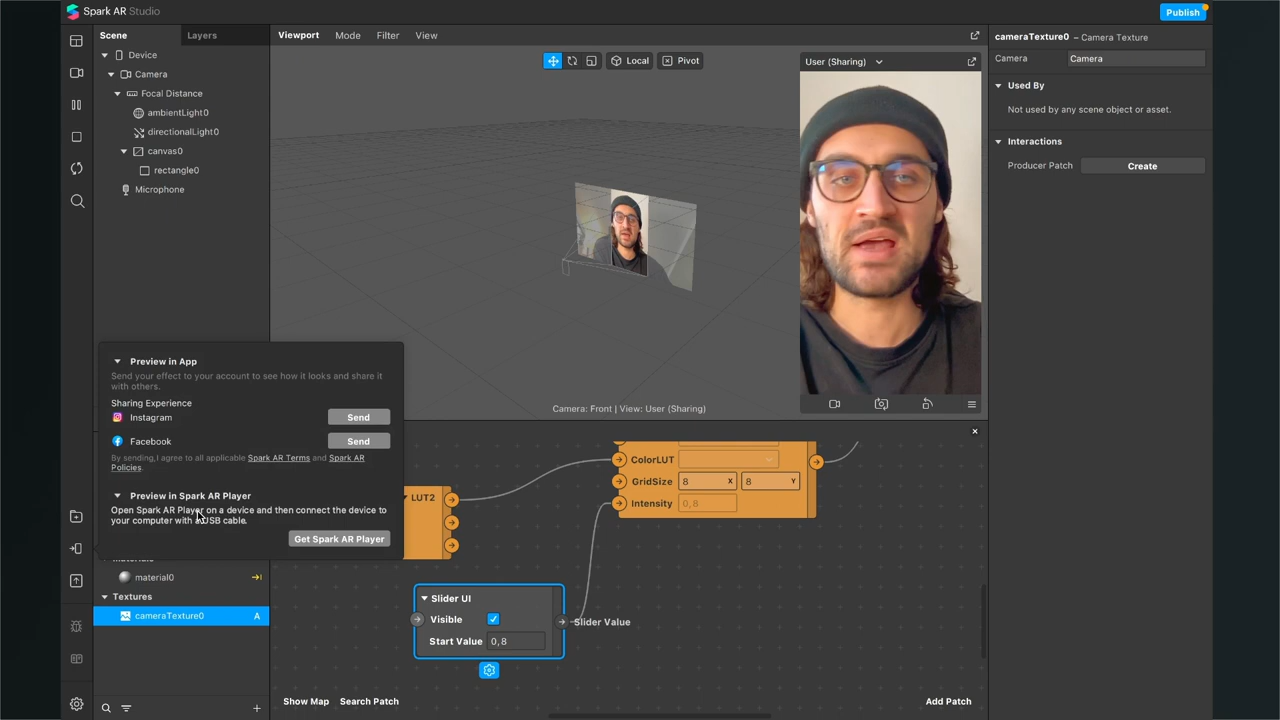 Spark AR Studio
Publish
Scene
Layers
Viewport
Mode
Filter
View
cameraTexture0 – Camera Texture
Device
Camera
Focal Distance
ambientLight0
directionalLight0
canvas0
rectangle0
Microphone
Local
Pivot
User (Sharing)
Camera
Camera
Used By
Not used by any scene object or asset.
Interactions
Producer Patch
Create
Camera: Front | View: User (Sharing)
Preview in App
Send your effect to your account to see how it looks and share it
with others.
Sharing Experience
Instagram
Send
Facebook
Send
By sending,I agree to all applicable Spark AR Terms and Spark AR
Policies.
Preview in Spark AR Player
Open Spark AR Player on a device and then connect the device to
your computer with a USB cable.
Get Spark AR Player
material0
Textures
cameraTexture0
A
LUT2
ColorLUT
GridSize
8
X
8
Y
Intensity
0,8
Slider UI
Visible
Start Value
0,8
Slider Value
Show Map
Search Patch
Add Patch